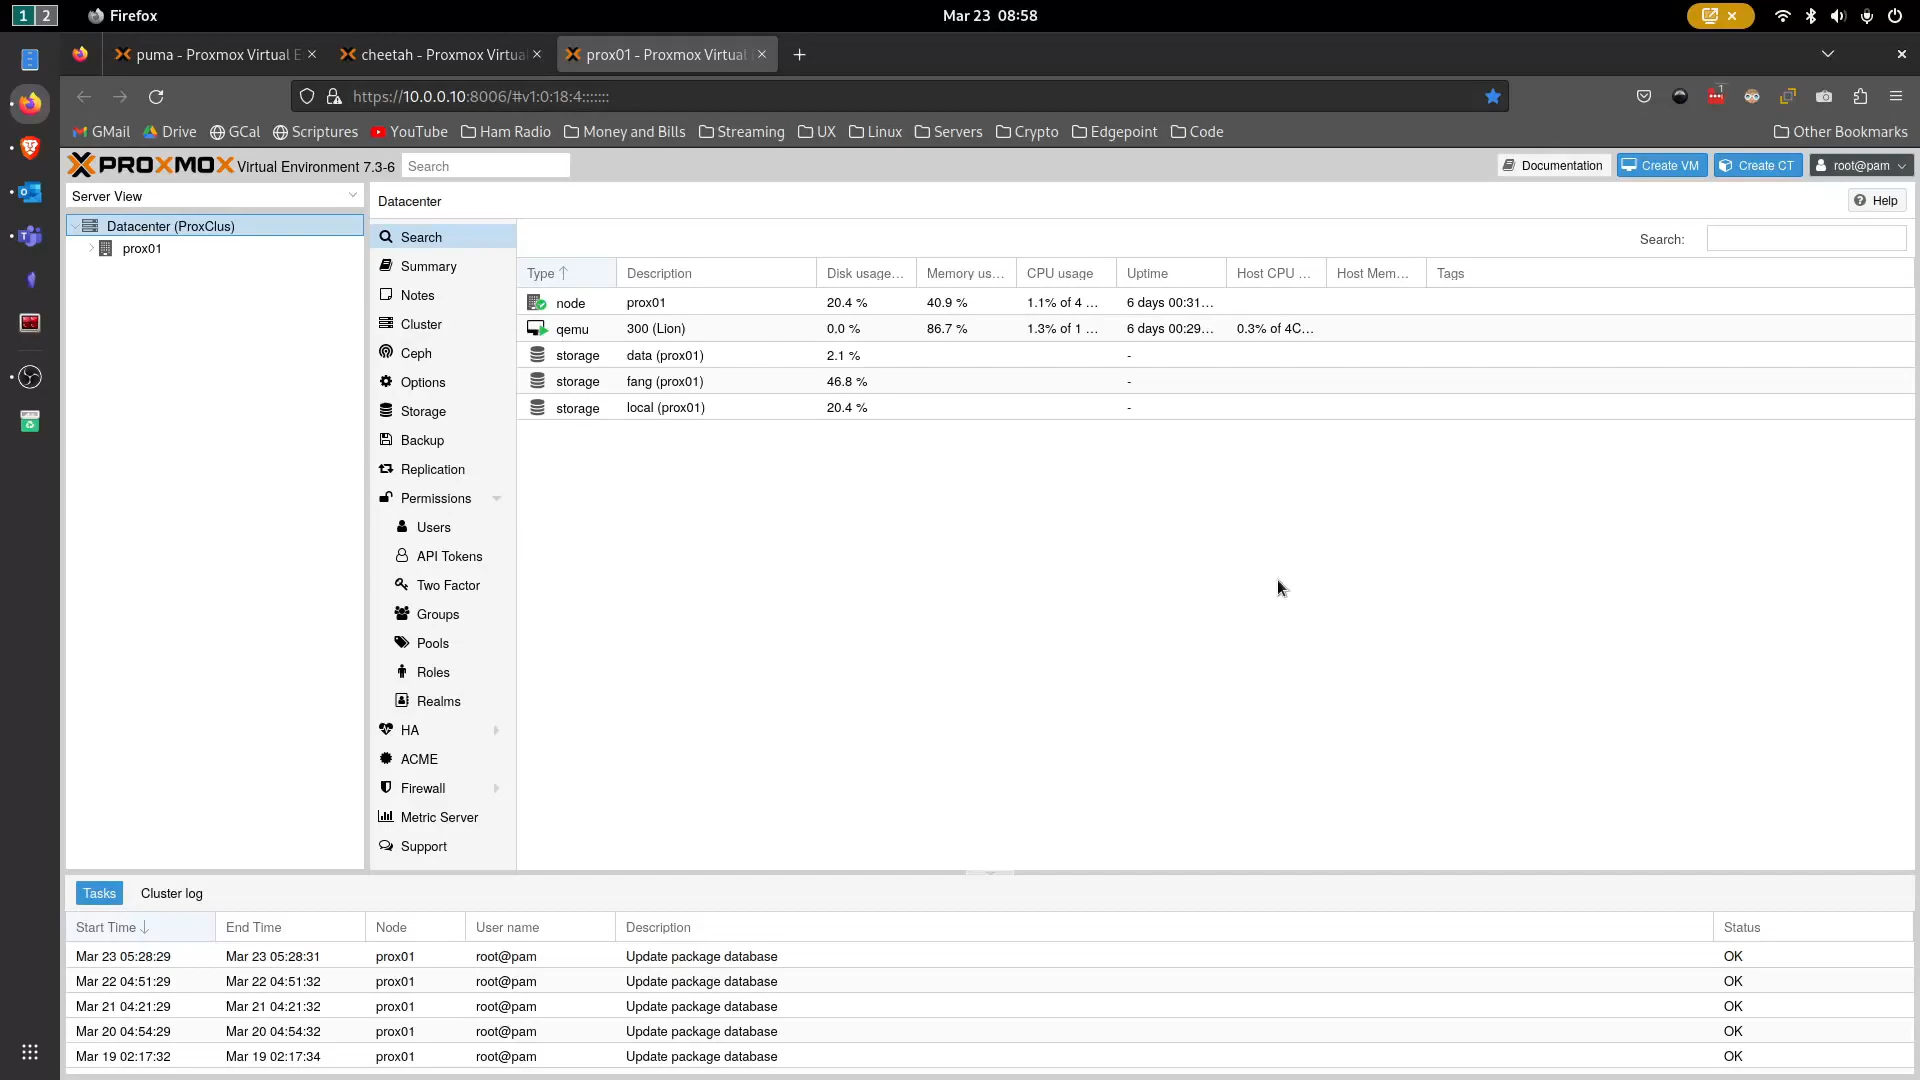 1 2 Firefox Mar 23 08:58
puma - Proxmox Virtual E cheetah - Proxmox Virtual prox01 - Proxmox Virtual
https://10.0.0.10:8006/#v1:0:18:4:::::::
1
GMail Drive GCal Scriptures YouTube Ham Radio Money and Bills Streaming UX Linux Servers Crypto Edgepoint Code Other Bookmarks
PROXMOX Virtual Environment 7.3-6 Search Documentation Create VM Create CT root@pam
Server View
Datacenter (ProxClus)
prox01
Datacenter Help
Search
Summary
Notes
Cluster
Ceph
Options
Storage
Backup
Replication
Permissions
Users
API Tokens
Two Factor
Groups
Pools
Roles
Realms
HA
ACME
Firewall
Metric Server
Support
Search:
Type Description Disk usage... Memory us... CPU usage Uptime Host CPU ... Host Mem... Tags
node prox01 20.4 % 40.9 % 1.1% of 4 ... 6 days 00:31...
qemu 300 (Lion) 0.0 % 86.7 % 1.3% of 1 ... 6 days 00:29... 0.3% of 4C...
storage data (prox01) 2.1 % -
storage fang (prox01) 46.8 % -
storage local (prox01) 20.4 % -
Tasks Cluster log
Start Time End Time Node User name Description Status
Mar 23 05:28:29 Mar 23 05:28:31 prox01 root@pam Update package database OK
Mar 22 04:51:29 Mar 22 04:51:32 prox01 root@pam Update package database OK
Mar 21 04:21:29 Mar 21 04:21:32 prox01 root@pam Update package database OK
Mar 20 04:54:29 Mar 20 04:54:32 prox01 root@pam Update package database OK
Mar 19 02:17:32 Mar 19 02:17:34 prox01 root@pam Update package database OK